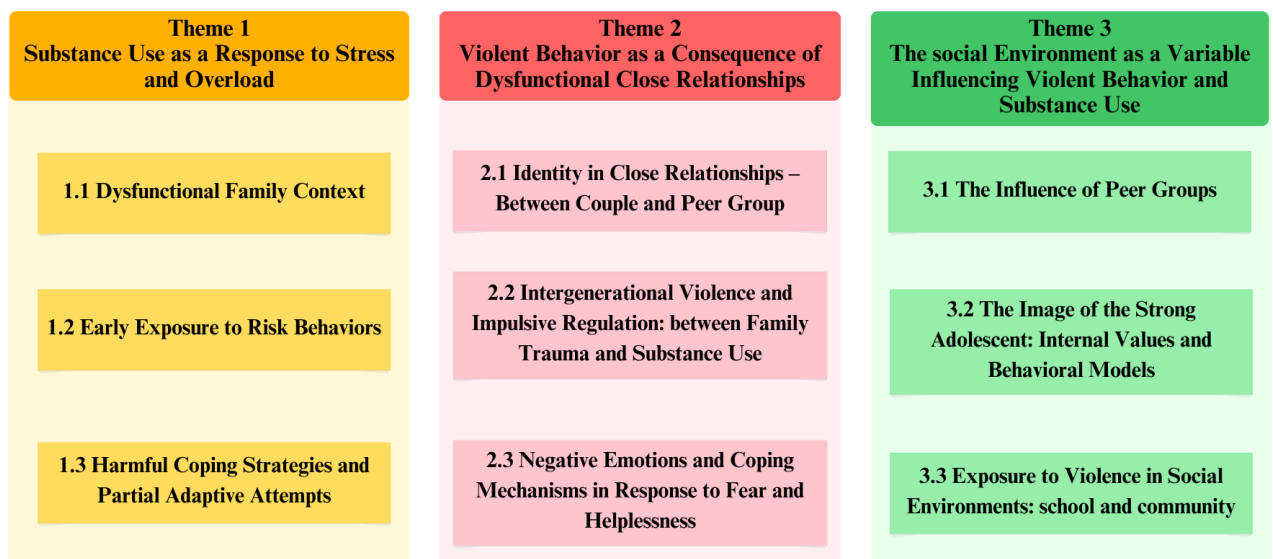 Theme 1
Substance Use as a Response to Stress
and Overload
1.1 Dysfunctional Family Context
1.2 Early Exposure to Risk Behaviors
1.3 Harmful Coping Strategies and
Partial Adaptive Attempts
Theme 2
Violent Behavior as a Consequence of
Dysfunctional Close Relationships
2.1 Identity in Close Relationships –
Between Couple and Peer Group
2.2 Intergenerational Violence and
Impulsive Regulation: between Family
Trauma and Substance Use
2.3 Negative Emotions and Coping
Mechanisms in Response to Fear and
Helplessness
Theme 3
The social Environment as a Variable
Influencing Violent Behavior and
Substance Use
3.1 The Influence of Peer Groups
3.2 The Image of the Strong
Adolescent: Internal Values and
Behavioral Models
3.3 Exposure to Violence in Social
Environments: school and community